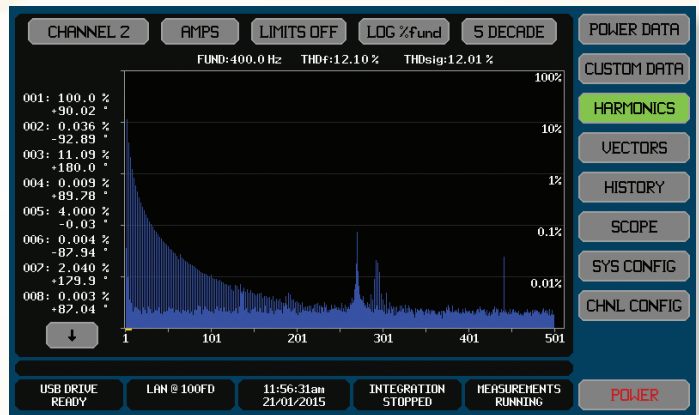 CHANNEL 2
AMPS
LIMITS OFF
LOG %fund
5 DECADE
FUND:400.0 Hz THDf:12.10 % THDsig:12.01 %
001: 100.0 %
+90.02 °
002: 0.036 %
-92.89 °
003: 11.09 %
+180.0 °
004: 0.009 %
+89.78 °
005: 4.000 %
-0.03 °
006: 0.004 %
-87.94 °
007: 2.040 %
+179.9 °
008: 0.003 %
+87.04 °
↓
100%
10%
1%
0.1%
0.01%
1 101 201 301 401 501
POWER DATA
CUSTOM DATA
HARMONICS
VECTORS
HISTORY
SCOPE
SYS CONFIG
CHNL CONFIG
USB DRIVE
READY
LAN @ 100FD
11:56:31am
21/01/2015
INTEGRATION
STOPPED
MEASUREMENTS
RUNNING
POWER